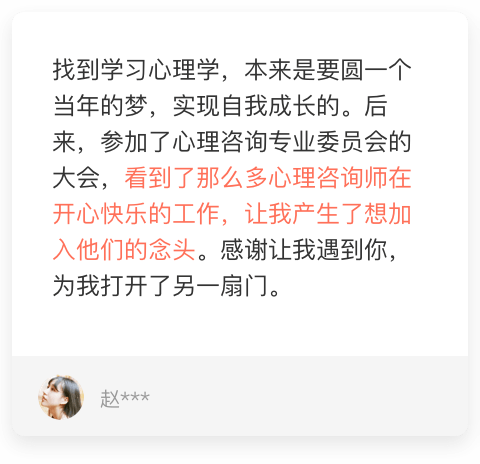 找到学习心理学，本来是要圆一个
当年的梦，实现自我成长的。后
来，参加了心理咨询专业委员会的
大会，看到了那么多心理咨询师在
开心快乐的工作，让我产生了想加
入他们的念头。感谢让我遇到你，
为我打开了另一扇门。
赵***